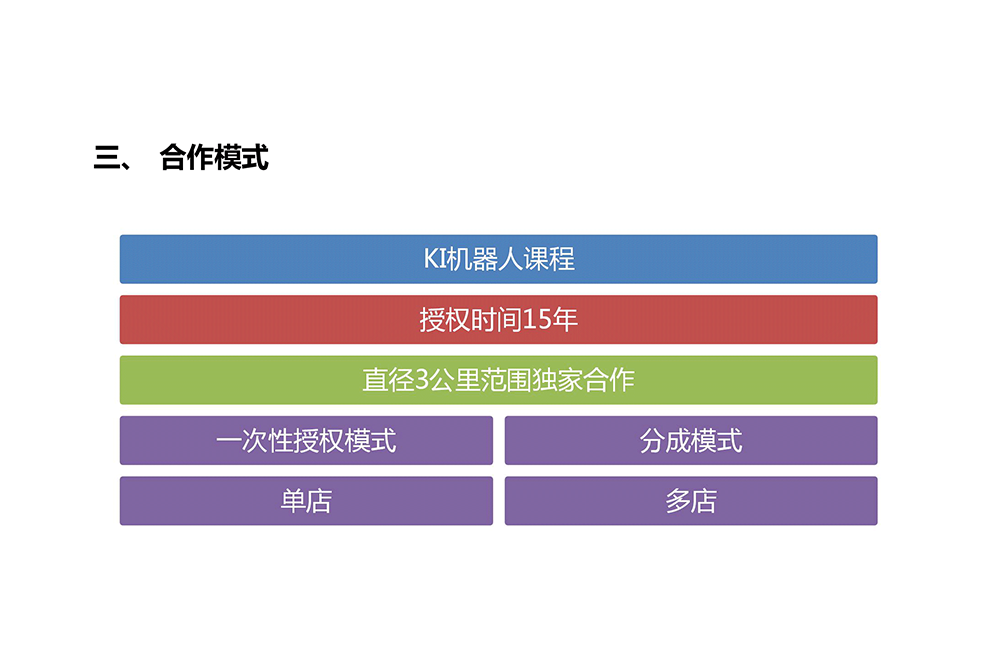 三、 合作模式
KI机器人课程
授权时间15年
直径3公里范围独家合作
一次性授权模式 分成模式
单店 多店